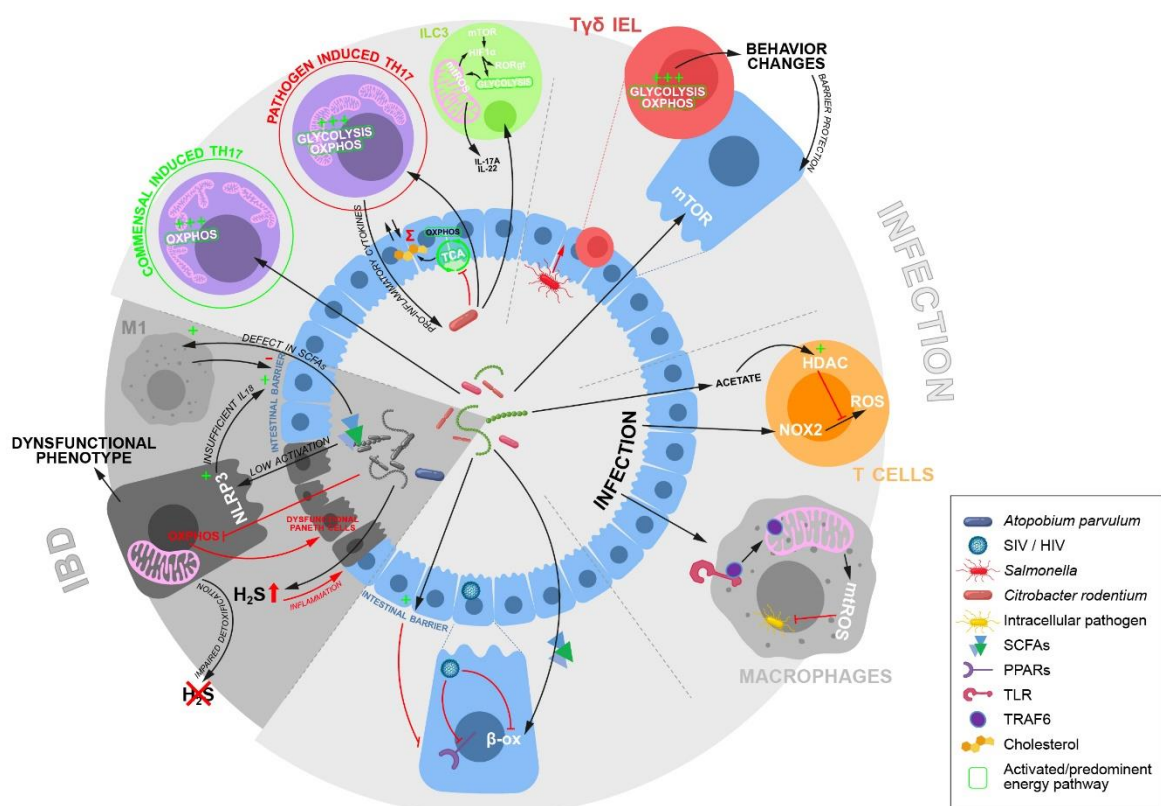 ILC3
mTOR
HIF1α
RORgt
mtROS
GLYCOLYSIS
IL-17A
IL-22
Tγδ IEL
+++
GLYCOLYSIS
OXPHOS
BEHAVIOR
CHANGES
BARRIER PROTECTION
mTOR
PATHOGEN INDUCED TH17
+++
GLYCOLYSIS
OXPHOS
COMMENSAL INDUCED TH17
+++
OXPHOS
PRO-INFLAMMATORY CYTOKINES
Σ
OXPHOS
TCA
INFECTION
M1
+
DEFECT IN SCFAs
-
+
INTESTINAL BARRIER
INSUFFICIENT IL18
LOW ACTIVATION
DYNSFUNCTIONAL
PHENOTYPE
+
NLRP3
OXPHOS
DYSFUNCTIONAL
PANETH CELLS
IBD
H₂S
INFLAMMATION
IMPAIRED DETOXIFICATION
H₂S
+
INTESTINAL BARRIER
β-ox
ACETATE
+
HDAC
ROS
NOX2
T CELLS
INFECTION
mtROS
MACROPHAGES
Atopobium parvulum
SIV / HIV
Salmonella
Citrobacter rodentium
Intracellular pathogen
SCFAs
PPARs
TLR
TRAF6
Cholesterol
Activated/predominent
energy pathway